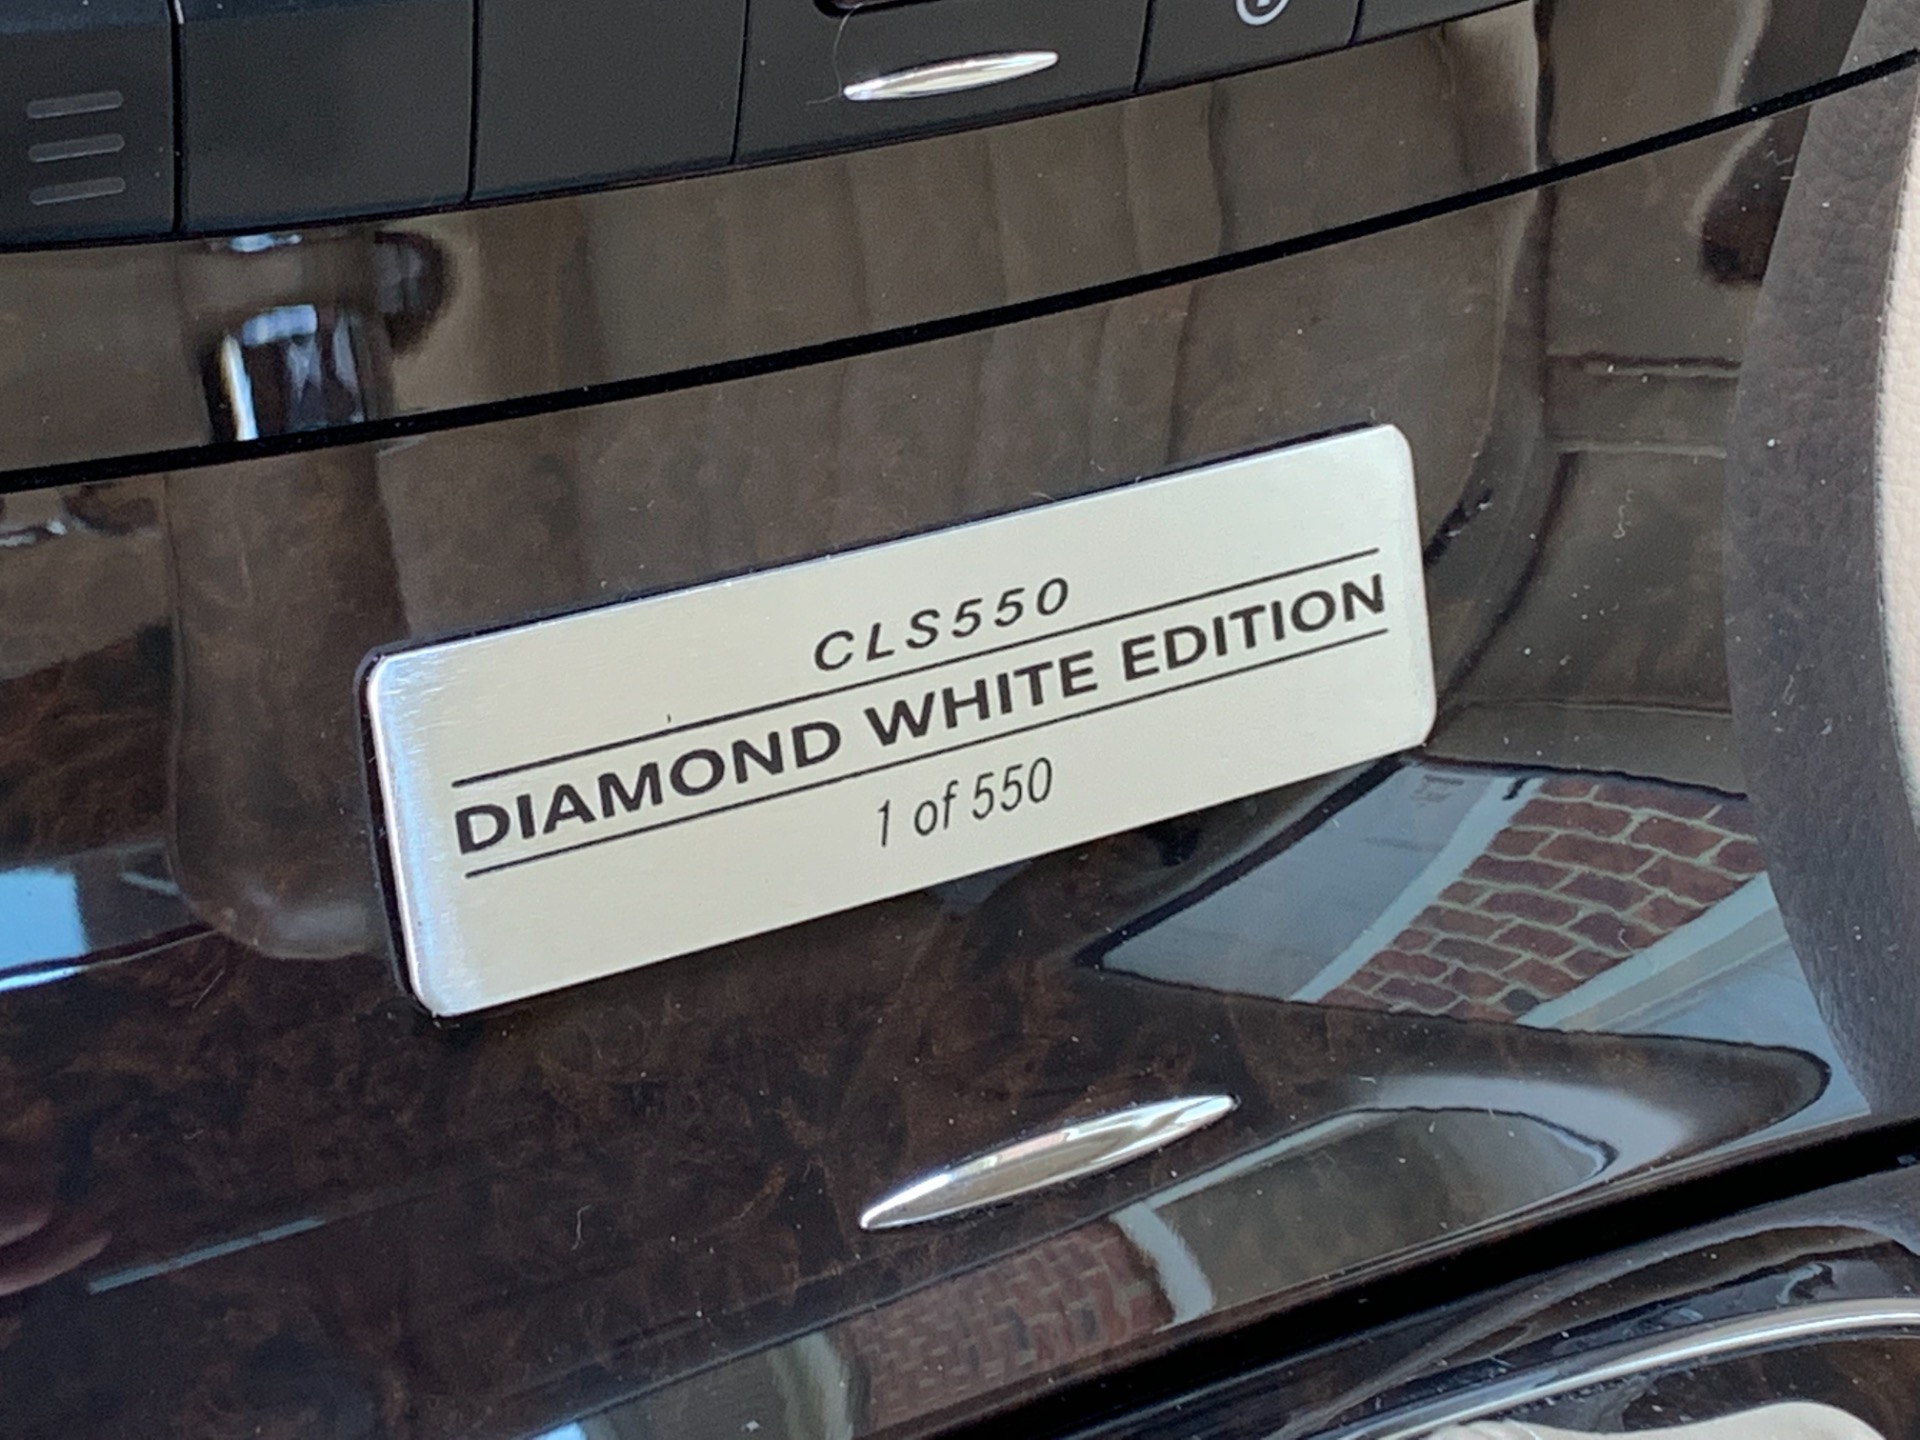 CLS550
DIAMOND WHITE EDITION
1 of 550